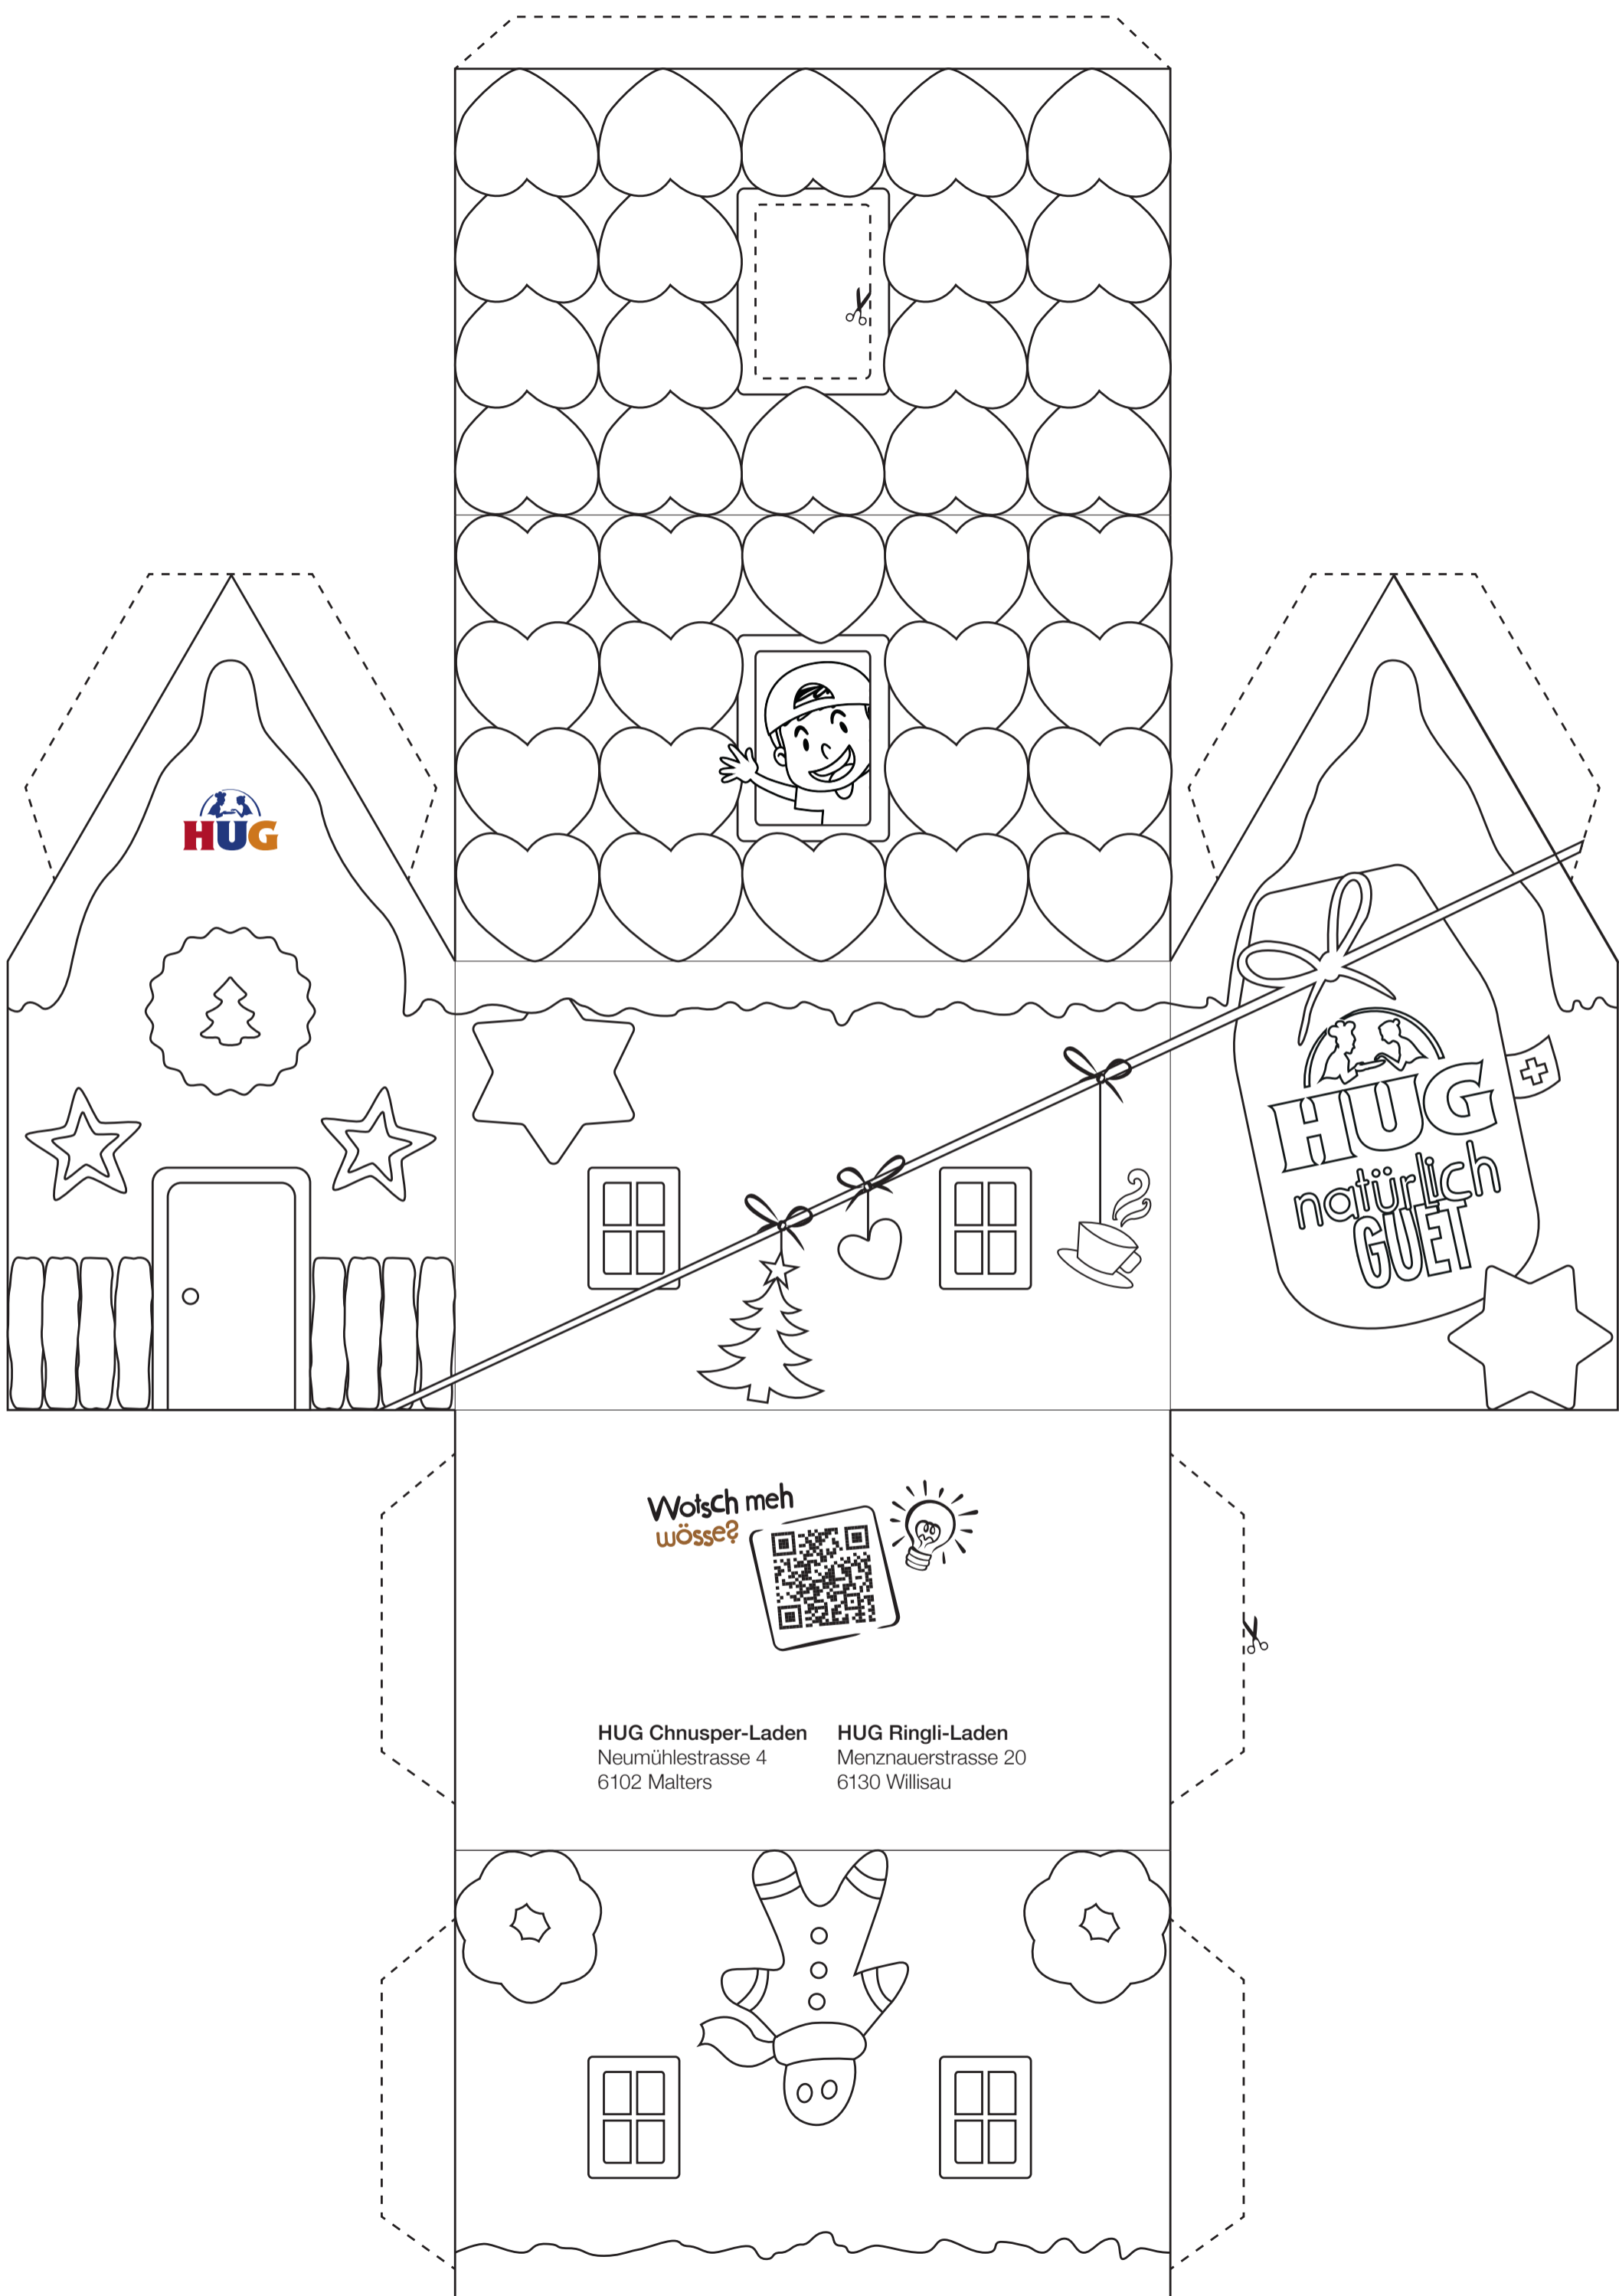 HUG
HUG
natürlich
GUET
Wotsch meh
wösse?
HUG Chnusper-Laden
Neumühlestrasse 4
6102 Malters
HUG Ringli-Laden
Menznauerstrasse 20
6130 Willisau